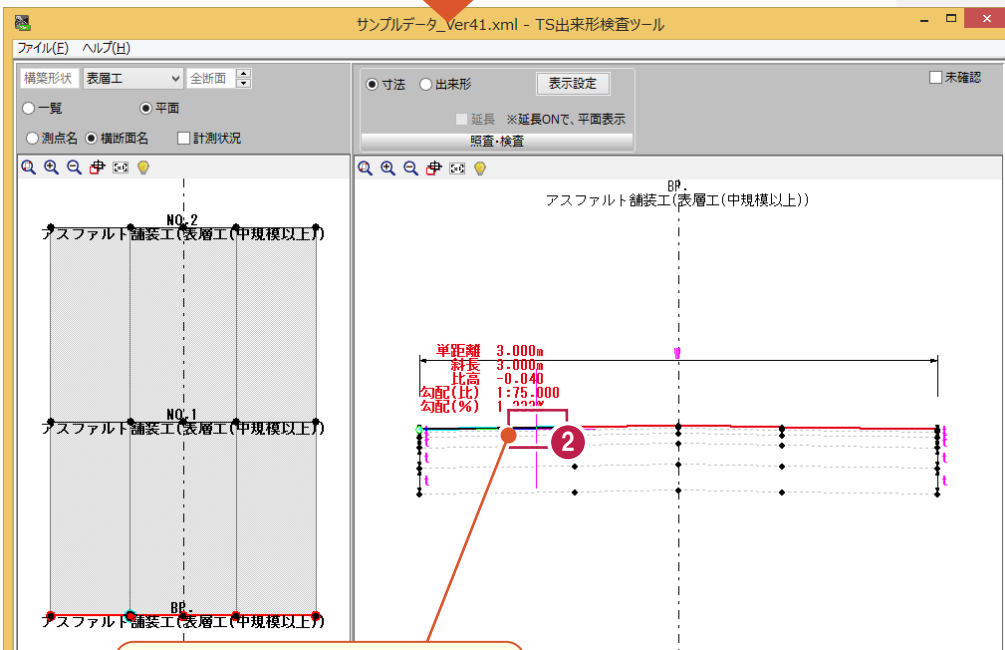 サンプルデータ_Ver41.xml - TS出来形検査ツール
ファイル(F) ヘルプ(H)
構築形状 表層工 全断面
一覧 平面
測点名 横断面名 計測状況
寸法 出来形 表示設定
延長 ※延長ONで、平面表示
照査・検査
未確認
NO.2
アスファルト舗装工(表層工(中規模以上))
NO.1
アスファルト舗装工(表層工(中規模以上))
BP.
アスファルト舗装工(表層工(中規模以上))
BP.
アスファルト舗装工(表層工(中規模以上))
W
単距離 3.000m
斜長 3.000m
比高 -0.040
勾配(比) 1:75.000
勾配(%)
2
t
t
t
t
t
t